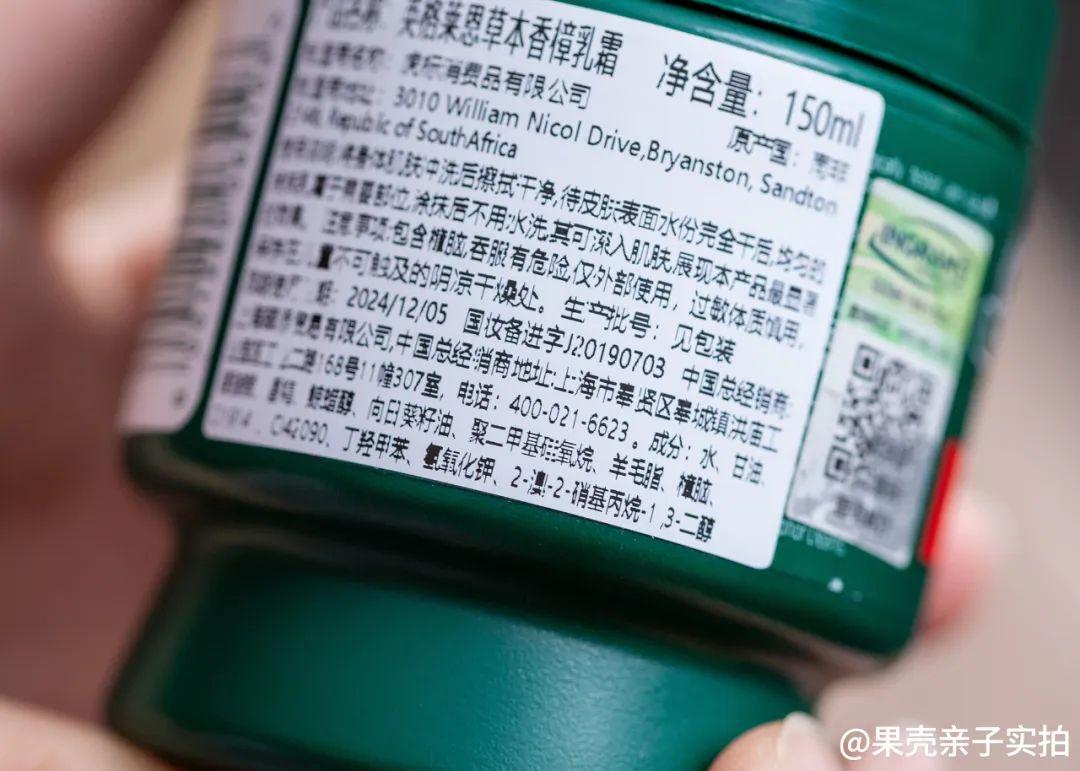 英格莱恩草本香樟乳霜 净含量：150ml
虎标消费品有限公司 原产国：南非
3010 William Nicol Drive,Bryanston, Sandton
Republic of SouthAfrica
肌肤冲洗后擦拭干净,待皮肤表面水份完全干后,均匀的
部位,涂抹后不用水洗,其可深入肌肤,展现本产品最显著
注意事项:包含樟脑,吞服有危险,仅外部使用，过敏体质慎用,
不可触及的阴凉干燥处。生产批号：见包装
2024/12/05 国妆备进字J20190703 中国总经销商:
有限公司,中国总经销商地址:上海市奉贤区奉城镇洪庙工
二路168号11幢307室，电话：400-021-6623。成分：水、甘油、
鲸蜡醇、向日葵籽油、聚二甲基硅氧烷、羊毛脂、樟脑、
CI42090、丁羟甲苯、氢氧化钾、2-溴-2-硝基丙烷-1,3-二醇
@果壳亲子实拍